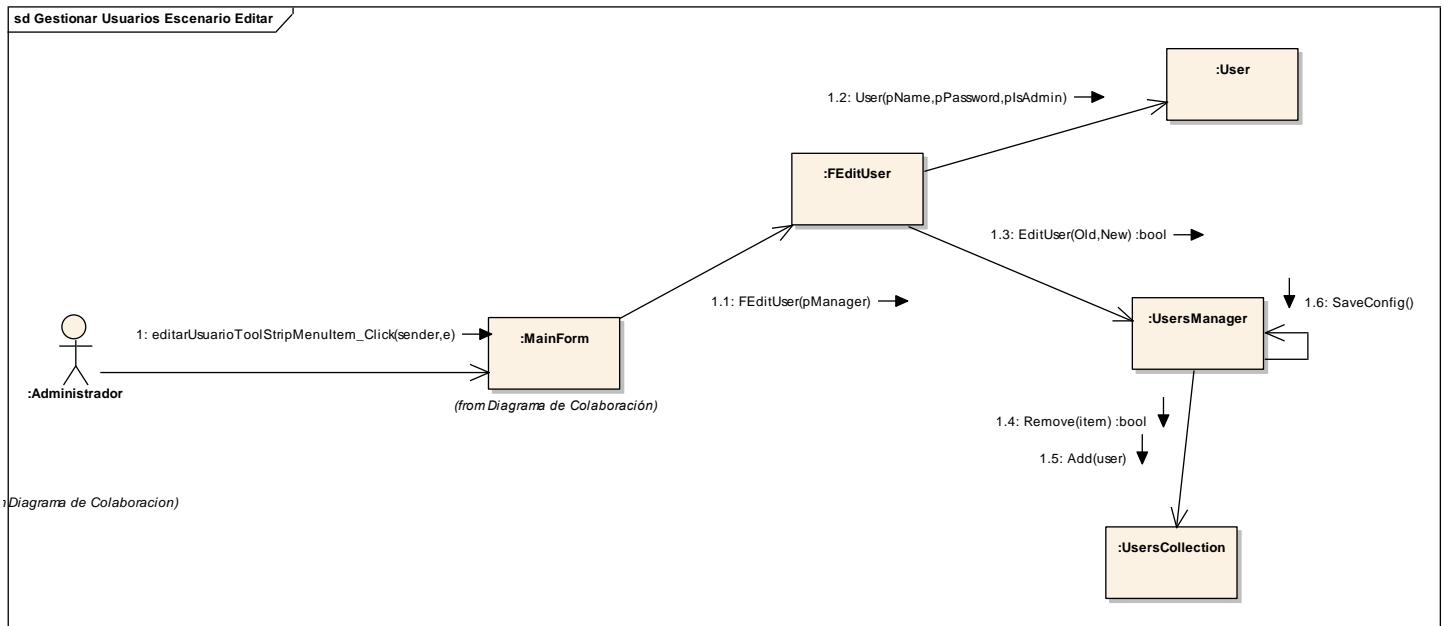 sd Gestionar Usuarios Escenario Editar
:User
1.2: User(pName,pPassword,pIsAdmin)
:FEditUser
1.3: EditUser(Old,New) :bool
1.1: FEditUser(pManager)
1.6: SaveConfig()
:UsersManager
1: editarUsuarioToolStripMenuItem_Click(sender,e)
:MainForm
:Administrador
(from Diagrama de Colaboración)
1.4: Remove(item) :bool
1.5: Add(user)
Diagrama de Colaboracion)
:UsersCollection